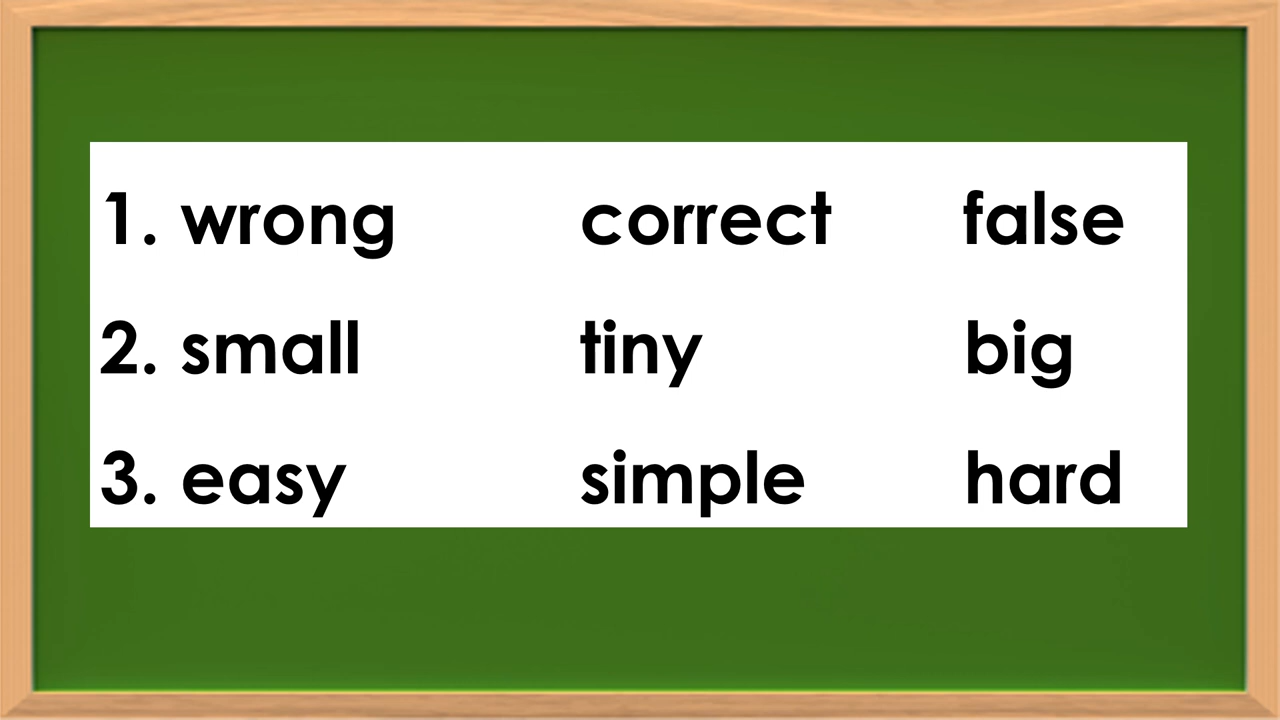 1. wrong correct false
2. small tiny big
3. easy simple hard